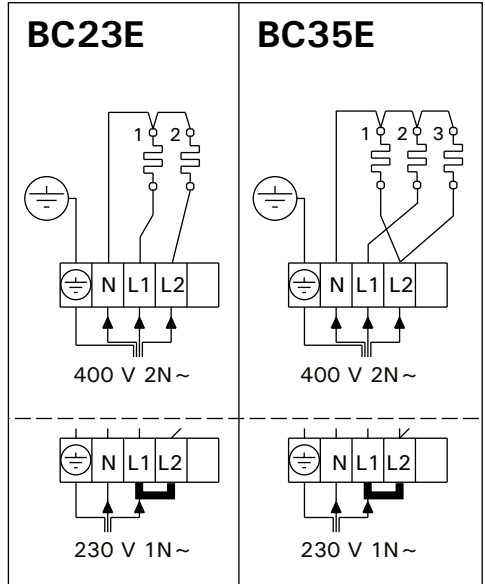 BC23E
1 2
N L1 L2
400 V 2N~
N L1 L2
230 V 1N~
BC35E
1 2 3
N L1 L2
400 V 2N~
N L1 L2
230 V 1N~